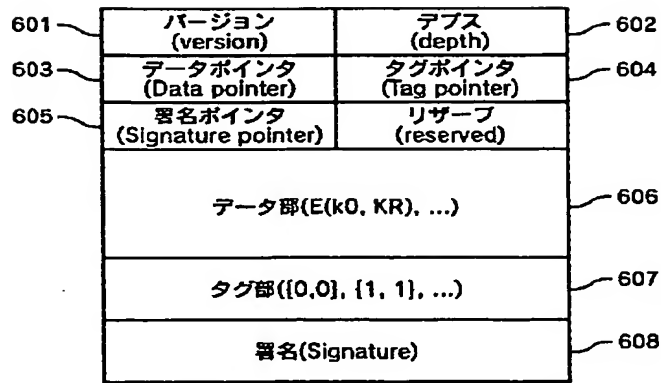 601
バージョン
(version)
デプス
(depth)
602
603
データポインタ
(Data pointer)
タグポインタ
(Tag pointer)
604
605
署名ポインタ
(Signature pointer)
リザーブ
(reserved)
データ部(E(k0, KR), ...)
606
タグ部([0,0}, {1, 1}, ...)
607
署名(Signature)
608